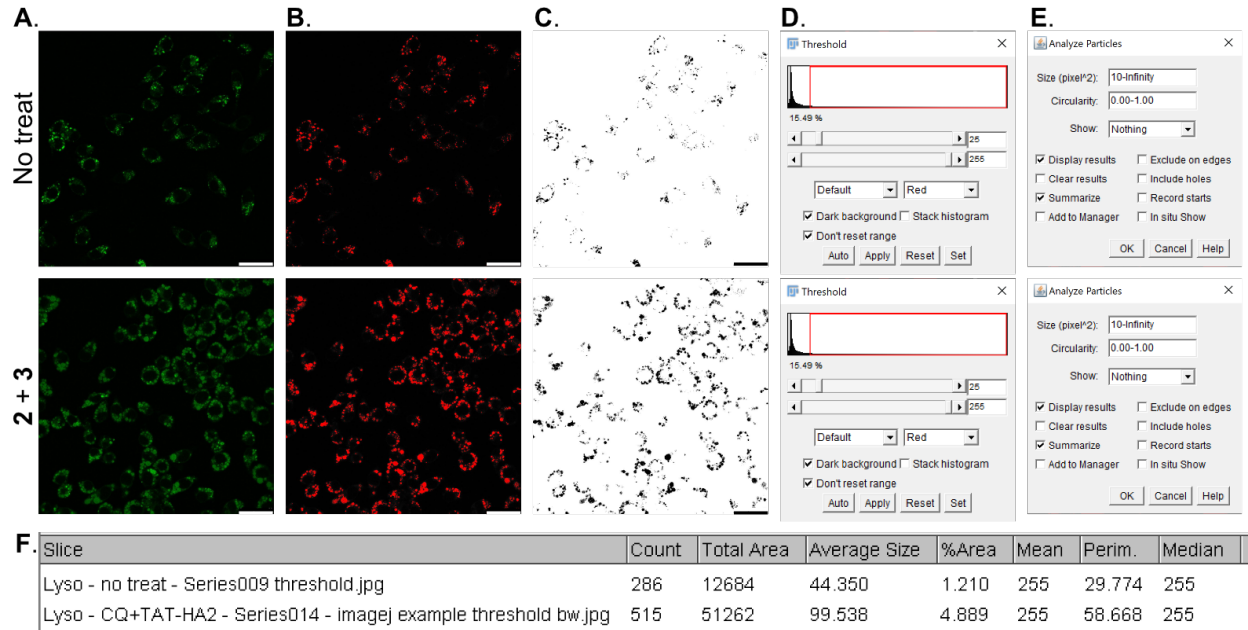 A.
B.
C.
D.
E.
No treat
2 + 3
Threshold
15.49 %
25
255
Default
Red
Dark background
Stack histogram
Don't reset range
Auto
Apply
Reset
Set
Analyze Particles
Size (pixel^2): 10-Infinity
Circularity: 0.00-1.00
Show: Nothing
Display results
Exclude on edges
Clear results
Include holes
Summarize
Record starts
Add to Manager
In situ Show
OK
Cancel
Help
Threshold
15.49 %
25
255
Default
Red
Dark background
Stack histogram
Don't reset range
Auto
Apply
Reset
Set
Analyze Particles
Size (pixel^2): 10-Infinity
Circularity: 0.00-1.00
Show: Nothing
Display results
Exclude on edges
Clear results
Include holes
Summarize
Record starts
Add to Manager
In situ Show
OK
Cancel
Help
F.
Slice Count Total Area Average Size %Area Mean Perim. Median
Lyso - no treat - Series009 threshold.jpg 286 12684 44.350 1.210 255 29.774 255
Lyso - CQ+TAT-HA2 - Series014 - imagej example threshold bw.jpg 515 51262 99.538 4.889 255 58.668 255